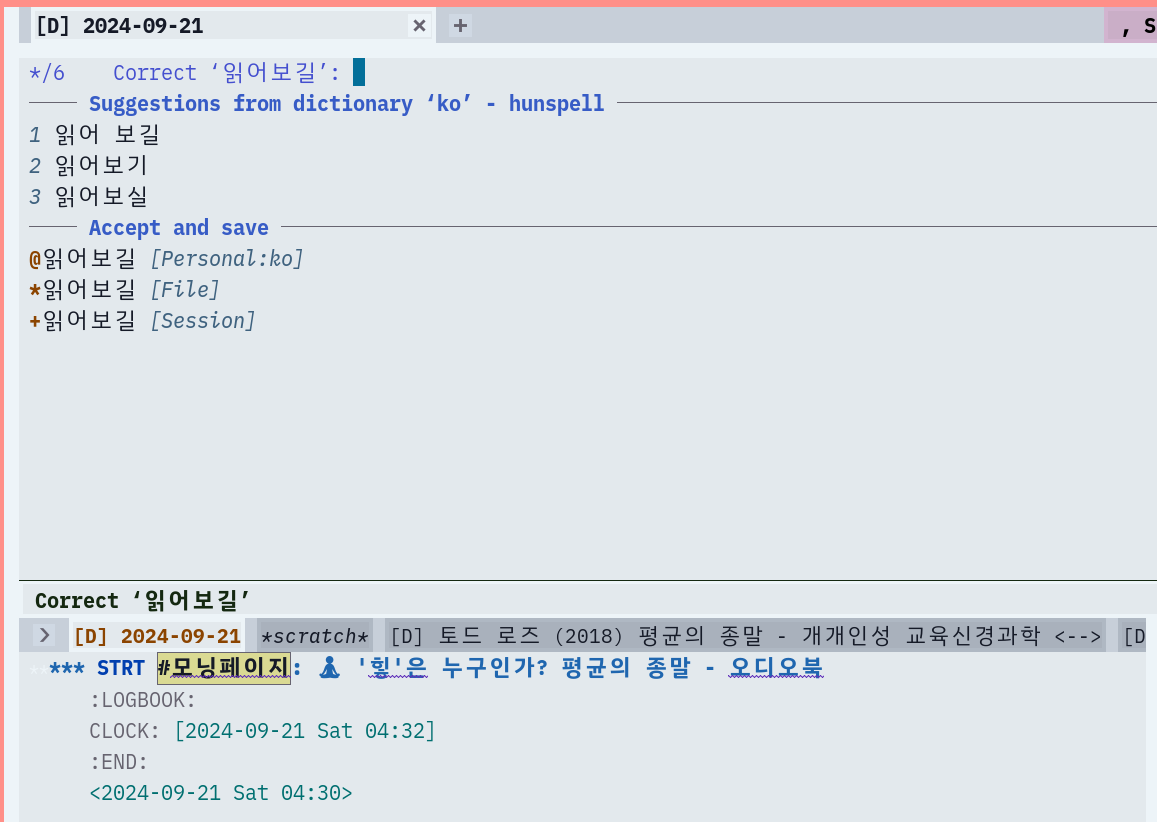 [D] 2024-09-21 × + , S
*/6 Correct ‘읽어보길’:
Suggestions from dictionary ‘ko’ - hunspell
1 읽어 보길
2 읽어보기
3 읽어보실
Accept and save
@읽어보길 [Personal:ko]
*읽어보길 [File]
+읽어보길 [Session]
Correct ‘읽어보길’
[D] 2024-09-21 *scratch* [D] 토드 로즈 (2018) 평균의 종말 - 개개인성 교육신경과학 <--> [D
*** STRT #모닝페이지: 🧘 '힣'은 누구인가? 평균의 종말 - 오디오북
:LOGBOOK:
CLOCK: [2024-09-21 Sat 04:32]
:END:
<2024-09-21 Sat 04:30>